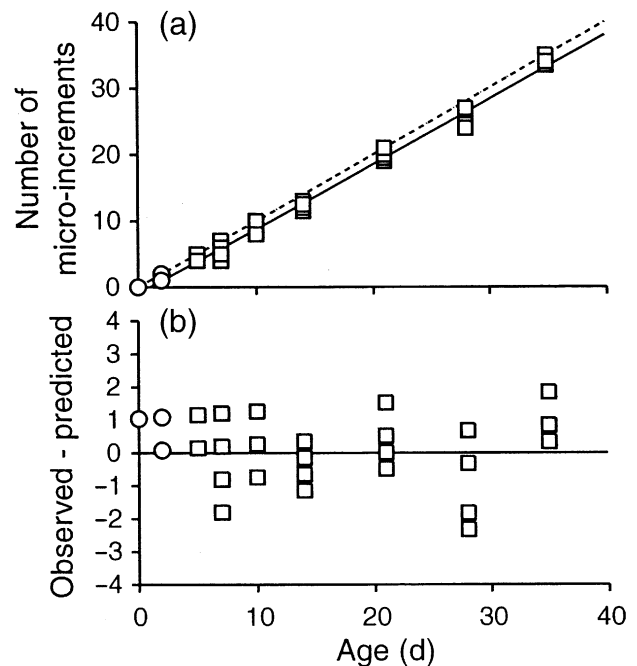 (a)
Number of
micro-increments
40
30
20
10
0
(b)
Observed - predicted
4
3
2
1
0
−1
−2
−3
−4
0 10 20 30 40
Age (d)